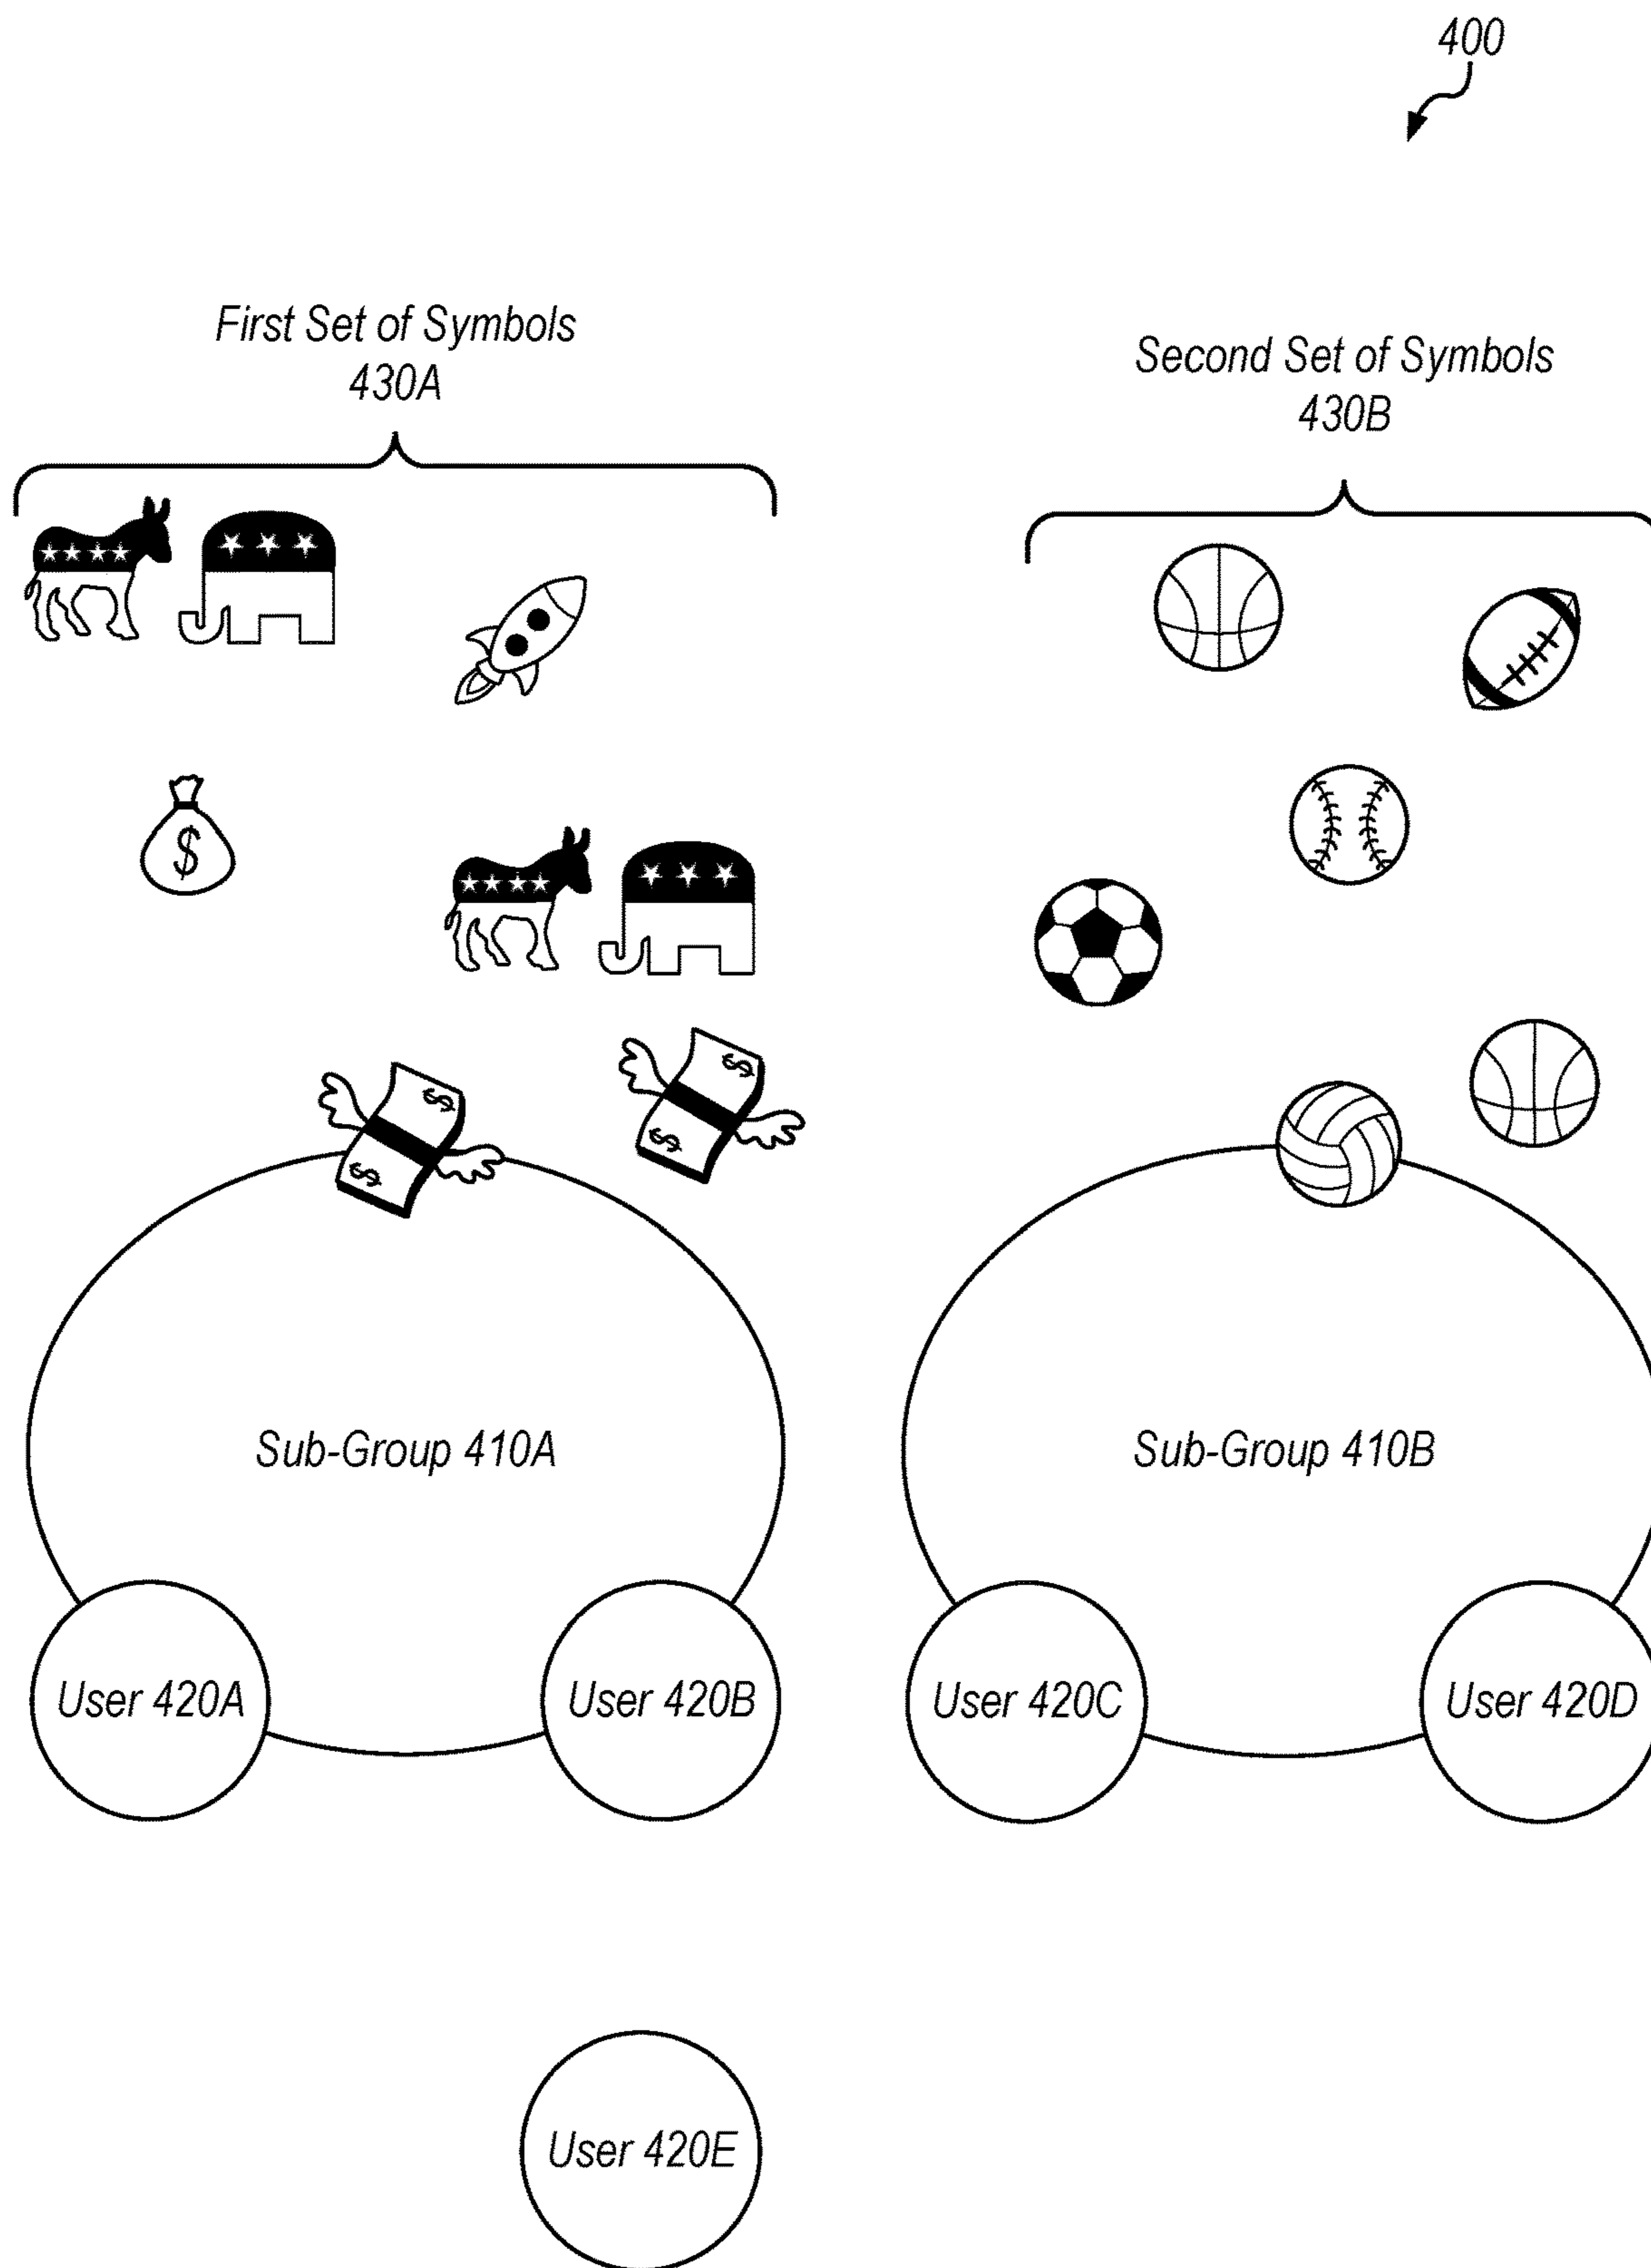 400
First Set of Symbols
430A
Second Set of Symbols
430B
$
$
$
$
$
Sub-Group 410A
Sub-Group 410B
User 420A
User 420B
User 420C
User 420D
User 420E